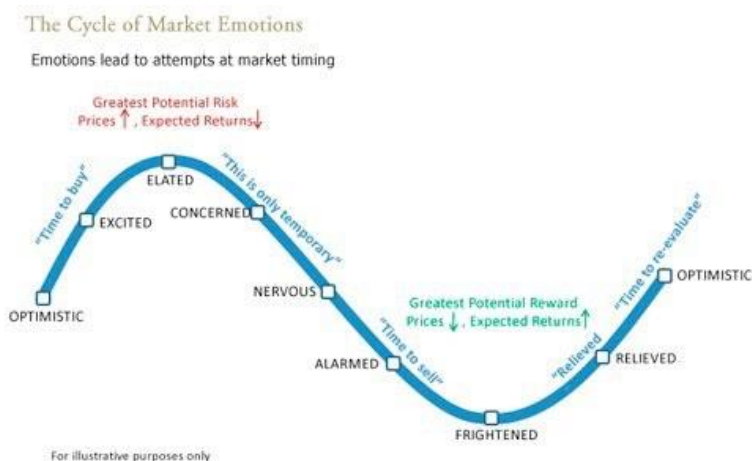 The Cycle of Market Emotions
Emotions lead to attempts at market timing
Greatest Potential Risk
Prices ↑ , Expected Returns↓
"Time to buy"
ELATED
"This is only temporary"
EXCITED
CONCERNED
OPTIMISTIC
NERVOUS
Greatest Potential Reward
Prices ↓ , Expected Returns↑
"Time to re-evaluate"
OPTIMISTIC
ALARMED
"Time to sell"
"Relieved
RELIEVED
FRIGHTENED
For illustrative purposes only